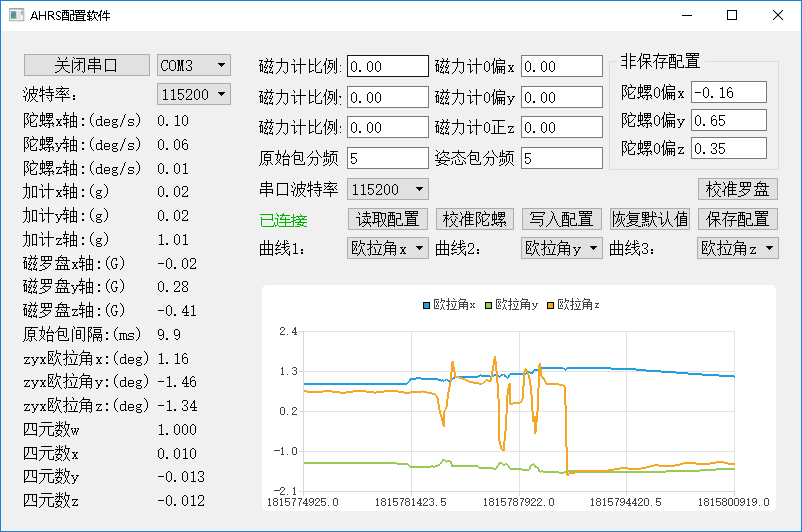 AHRS配置软件
关闭串口 COM3
波特率: 115200
陀螺x轴:(deg/s) 0.10
陀螺y轴:(deg/s) 0.06
陀螺z轴:(deg/s) 0.01
加计x轴:(g) 0.02
加计y轴:(g) 0.02
加计z轴:(g) 1.01
磁罗盘x轴:(G) -0.02
磁罗盘y轴:(G) 0.28
磁罗盘z轴:(G) -0.41
原始包间隔:(ms) 9.9
zyx欧拉角x:(deg) 1.16
zyx欧拉角y:(deg) -1.46
zyx欧拉角z:(deg) -1.34
四元数w 1.000
四元数x 0.010
四元数y -0.013
四元数z -0.012
磁力计比例: 0.00 磁力计0偏x 0.00
磁力计比例: 0.00 磁力计0偏y 0.00
磁力计比例: 0.00 磁力计0正z 0.00
原始包分频 5 姿态包分频 5
非保存配置
陀螺0偏x -0.16
陀螺0偏y 0.65
陀螺0偏z 0.35
串口波特率 115200 校准罗盘
已连接 读取配置 校准陀螺 写入配置 恢复默认值 保存配置
曲线1: 欧拉角x 曲线2: 欧拉角y 曲线3: 欧拉角z
欧拉角x 欧拉角y 欧拉角z
2.4
1.3
0.2
-1.0
-2.1
1815774925.0 1815781423.5 1815787922.0 1815794420.5 1815800919.0